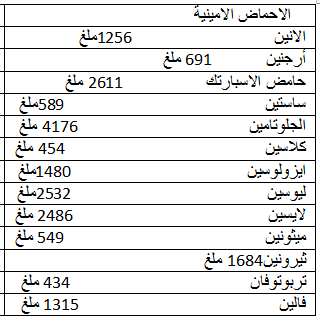 الاحماض الامينية
الانين 1256ملغ
أرجنين 691 ملغ
حامض الاسبارتك 2611 ملغ
ساستين 589ملغ
الجلوتامين 4176 ملغ
كلاسين 454 ملغ
ايزولوسين 1480ملغ
ليوسين 2532ملغ
لايسين 2486 ملغ
ميثونين 549 ملغ
ثيرونين1684 ملغ
تربوتوفان 434 ملغ
فالين 1315 ملغ